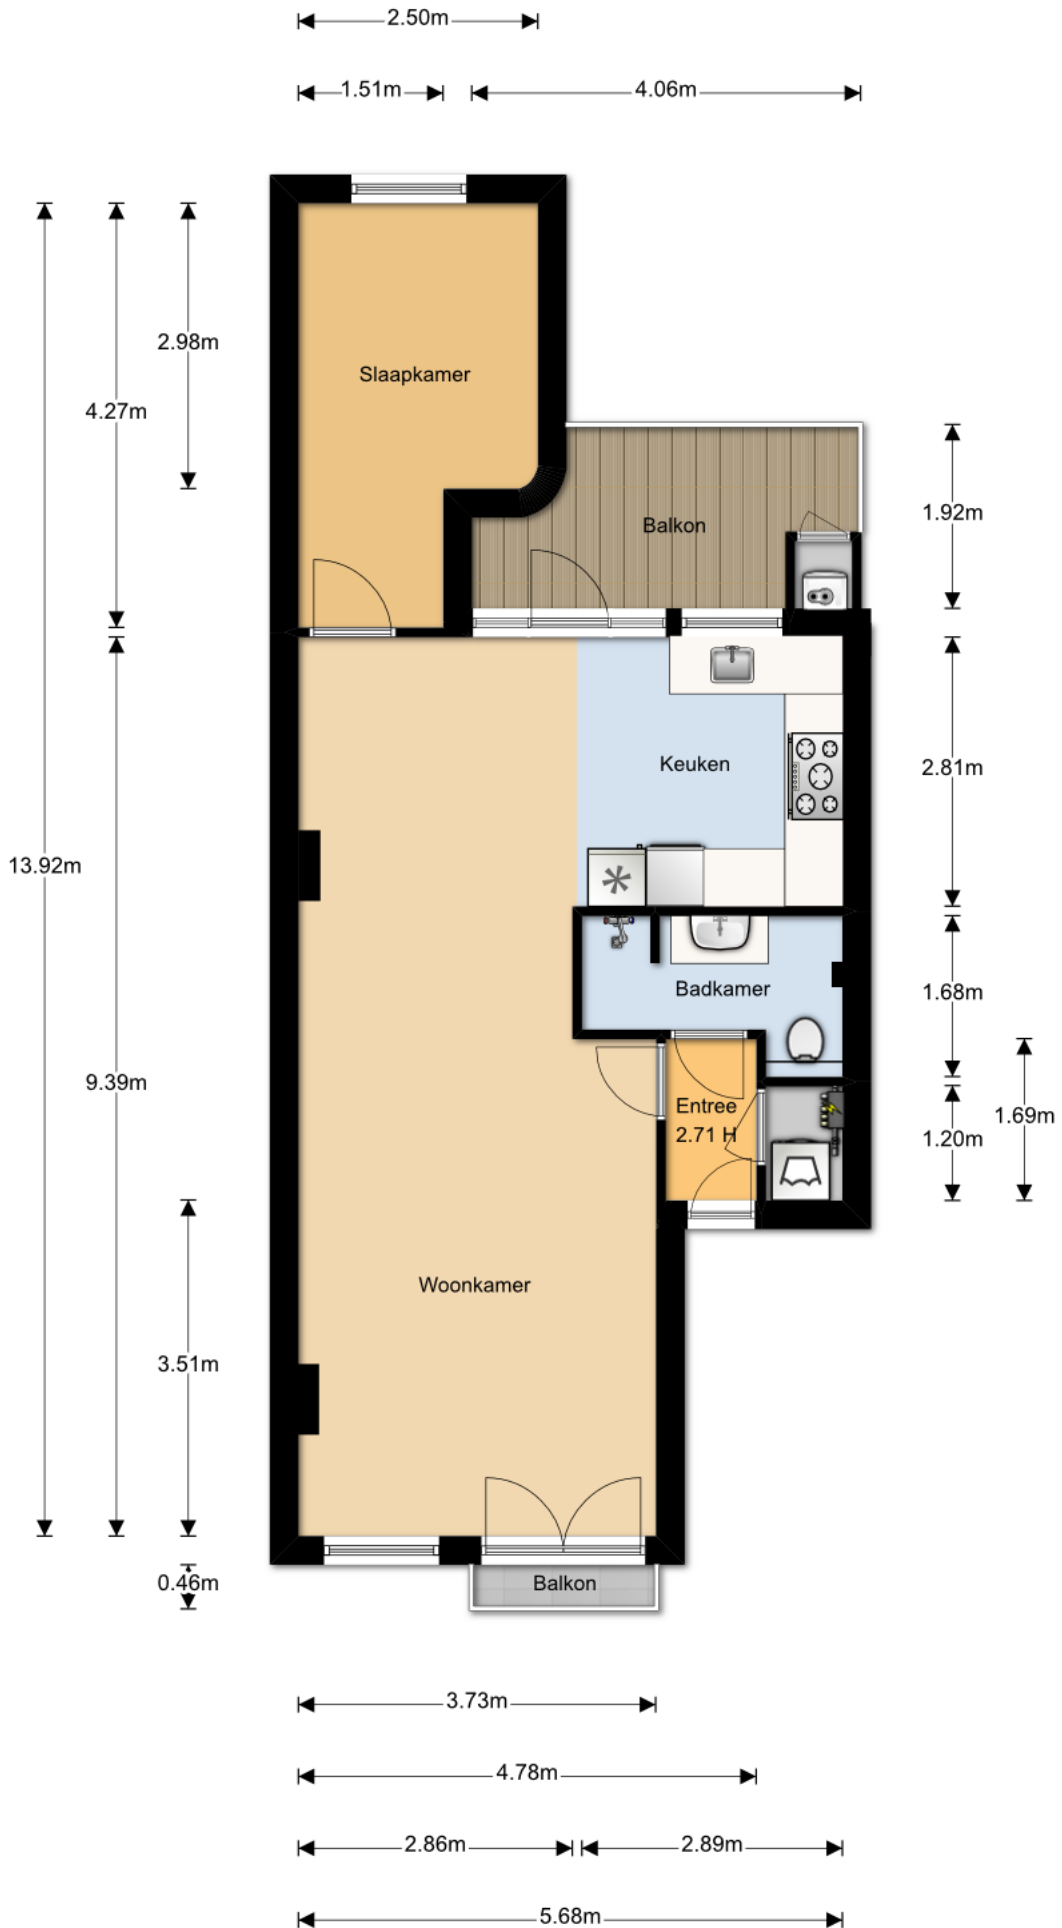 2.50m
1.51m
4.06m
2.98m
Slaapkamer
4.27m
1.92m
Balkon
Keuken
2.81m
13.92m
Badkamer
1.68m
9.39m
Entree
2.71 H
1.69m
1.20m
Woonkamer
3.51m
0.46m
Balkon
3.73m
4.78m
2.86m
2.89m
5.68m